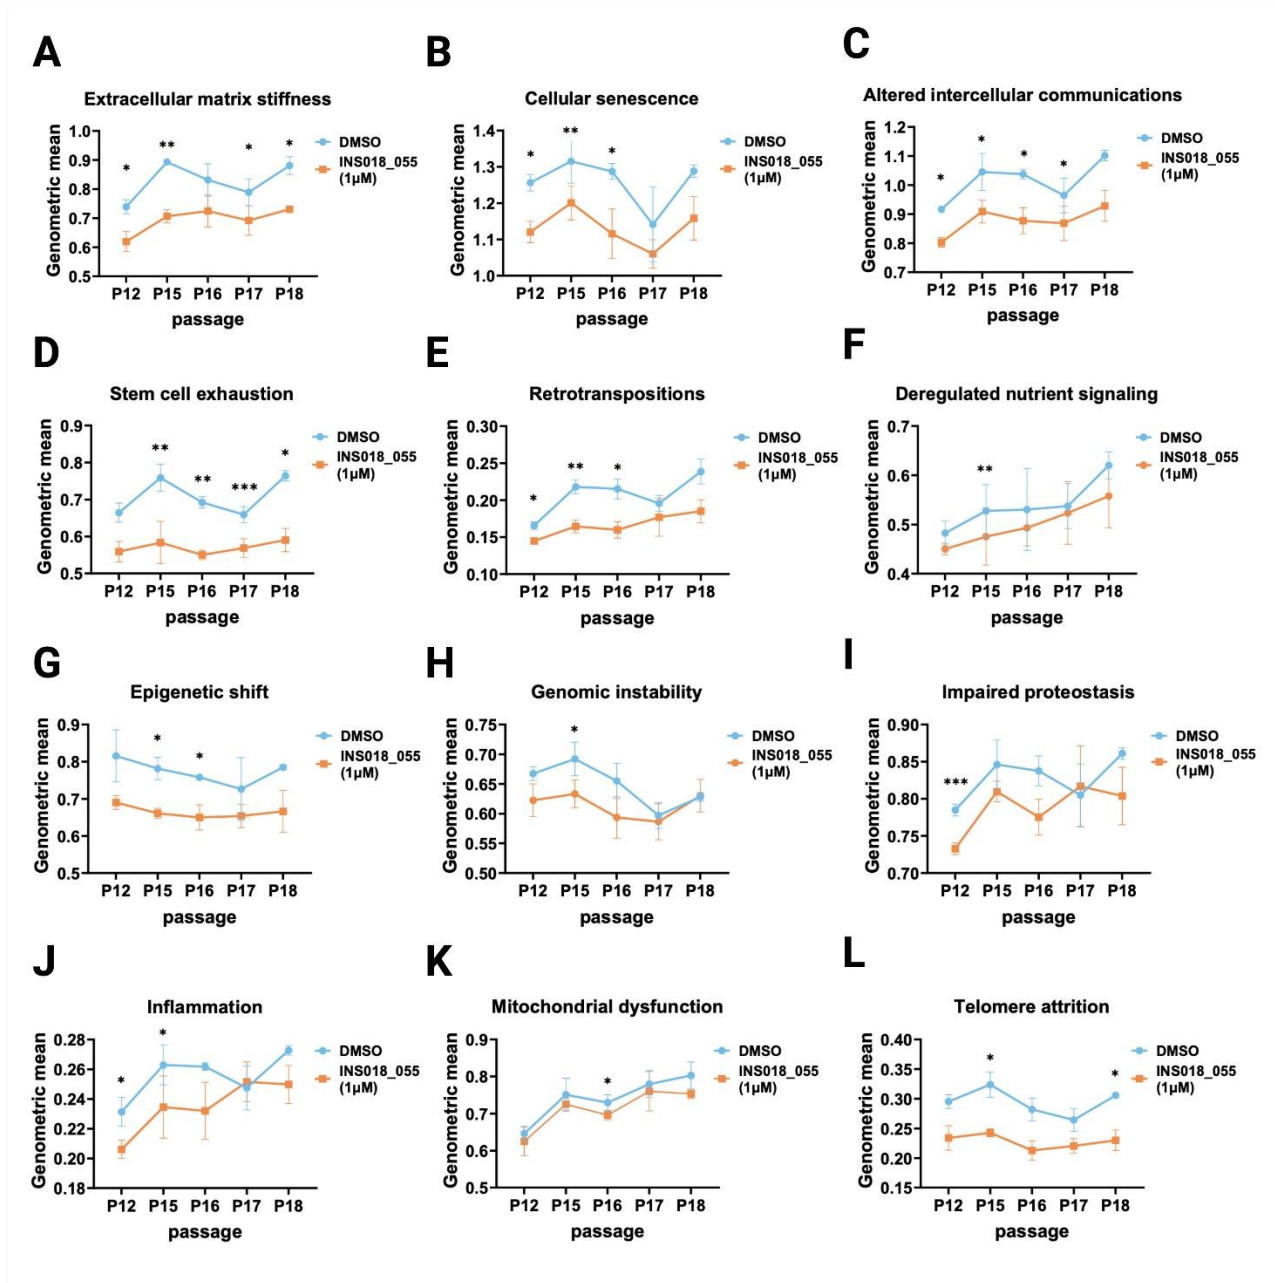 A
Extracellular matrix stiffness
Genometric mean
1.0
0.9
0.8
0.7
0.6
0.5
*
**
*
*
DMSO
INS018_055
(1μM)
P12 P15 P16 P17 P18
passage
B
Cellular senescence
Genometric mean
1.4
1.3
1.2
1.1
1.0
*
**
*
DMSO
INS018_055
(1μM)
P12 P15 P16 P17 P18
passage
C
Altered intercellular communications
Genometric mean
1.2
1.1
1.0
0.9
0.8
0.7
*
*
*
*
DMSO
INS018_055
(1μM)
P12 P15 P16 P17 P18
passage
D
Stem cell exhaustion
Genometric mean
0.9
0.8
0.7
0.6
0.5
**
**
***
*
DMSO
INS018_055
(1μM)
P12 P15 P16 P17 P18
passage
E
Retrotranspositions
Genometric mean
0.30
0.25
0.20
0.15
0.10
*
**
*
DMSO
INS018_055
(1μM)
P12 P15 P16 P17 P18
passage
F
Deregulated nutrient signaling
Genometric mean
0.7
0.6
0.5
0.4
**
DMSO
INS018_055
(1μM)
P12 P15 P16 P17 P18
passage
G
Epigenetic shift
Genometric mean
0.9
0.8
0.7
0.6
0.5
*
*
DMSO
INS018_055
(1μM)
P12 P15 P16 P17 P18
passage
H
Genomic instability
Genometric mean
0.75
0.70
0.65
0.60
0.55
0.50
*
DMSO
INS018_055
(1μM)
P12 P15 P16 P17 P18
passage
I
Impaired proteostasis
Genometric mean
0.90
0.85
0.80
0.75
0.70
***
DMSO
INS018_055
(1μM)
P12 P15 P16 P17 P18
passage
J
Inflammation
Genometric mean
0.28
0.26
0.24
0.22
0.20
0.18
*
*
DMSO
INS018_055
(1μM)
P12 P15 P16 P17 P18
passage
K
Mitochondrial dysfunction
Genometric mean
0.9
0.8
0.7
0.6
0.5
*
DMSO
INS018_055
(1μM)
P12 P15 P16 P17 P18
passage
L
Telomere attrition
Genometric mean
0.40
0.35
0.30
0.25
0.20
0.15
*
*
DMSO
INS018_055
(1μM)
P12 P15 P16 P17 P18
passage